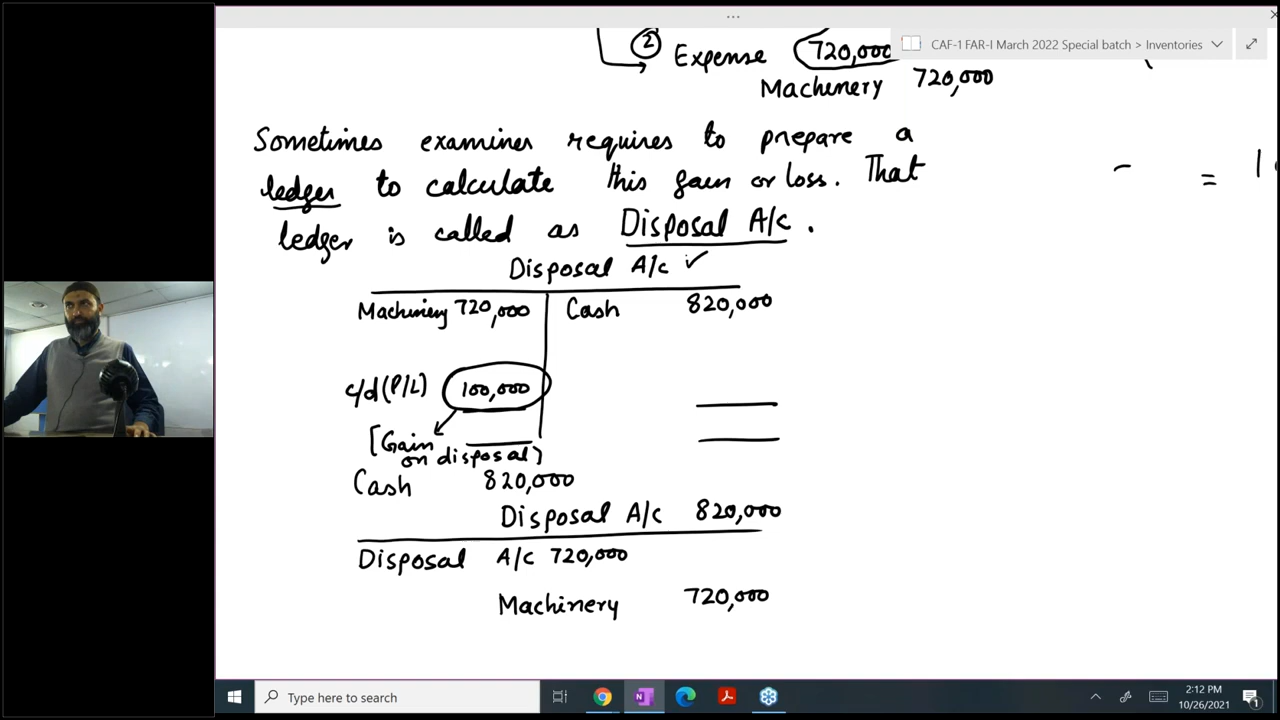 CAF-1 FAR-I March 2022 Special batch > Inventories
② Expense 720,000
Machinery 720,000
Sometimes examiner requires to prepare a
ledger to calculate this gain or loss. That
ledger is called as Disposal A/c.
Disposal A/c ✓
Machinery 720,000 Cash 820,000
c/d (P/L) 100,000
[Gain
on disposal]
Cash 820,000
Disposal A/c 820,000
Disposal A/c 720,000
Machinery 720,000
- =
Type here to search
2:12 PM
10/26/2021
1